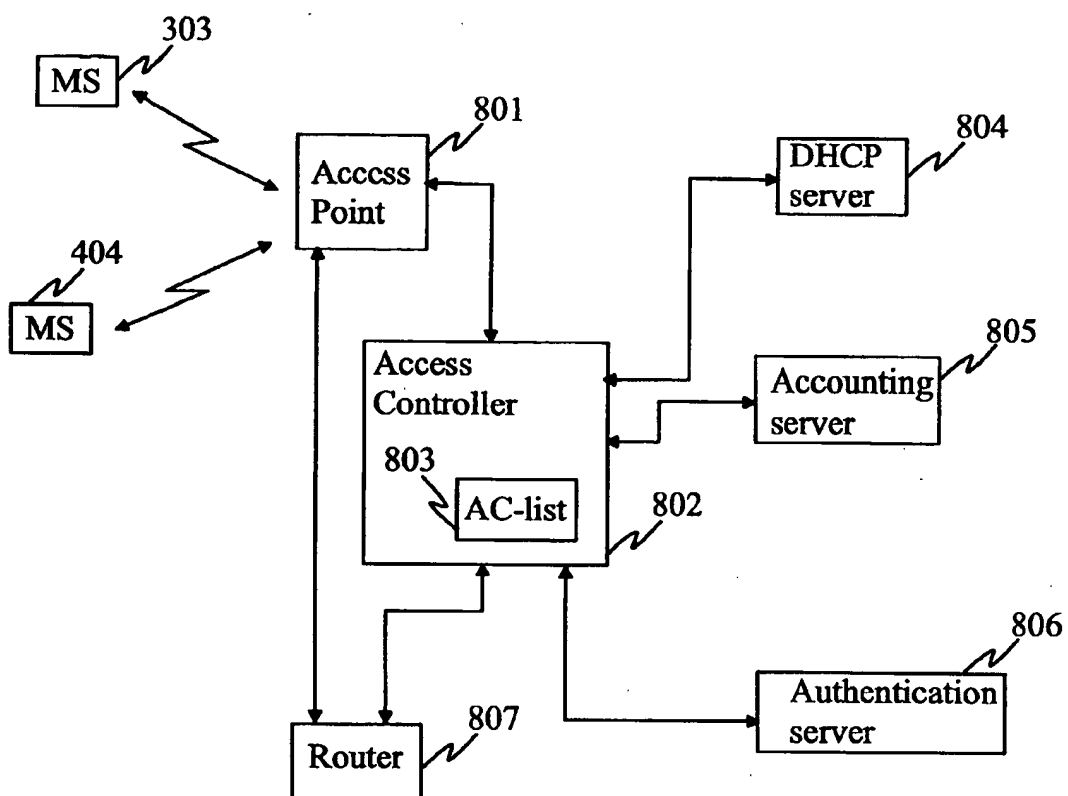 303
MS
801
Access
Point
804
DHCP
server
404
MS
Access
Controller
805
Accounting
server
803
AC-list
802
806
Authentication
server
807
Router